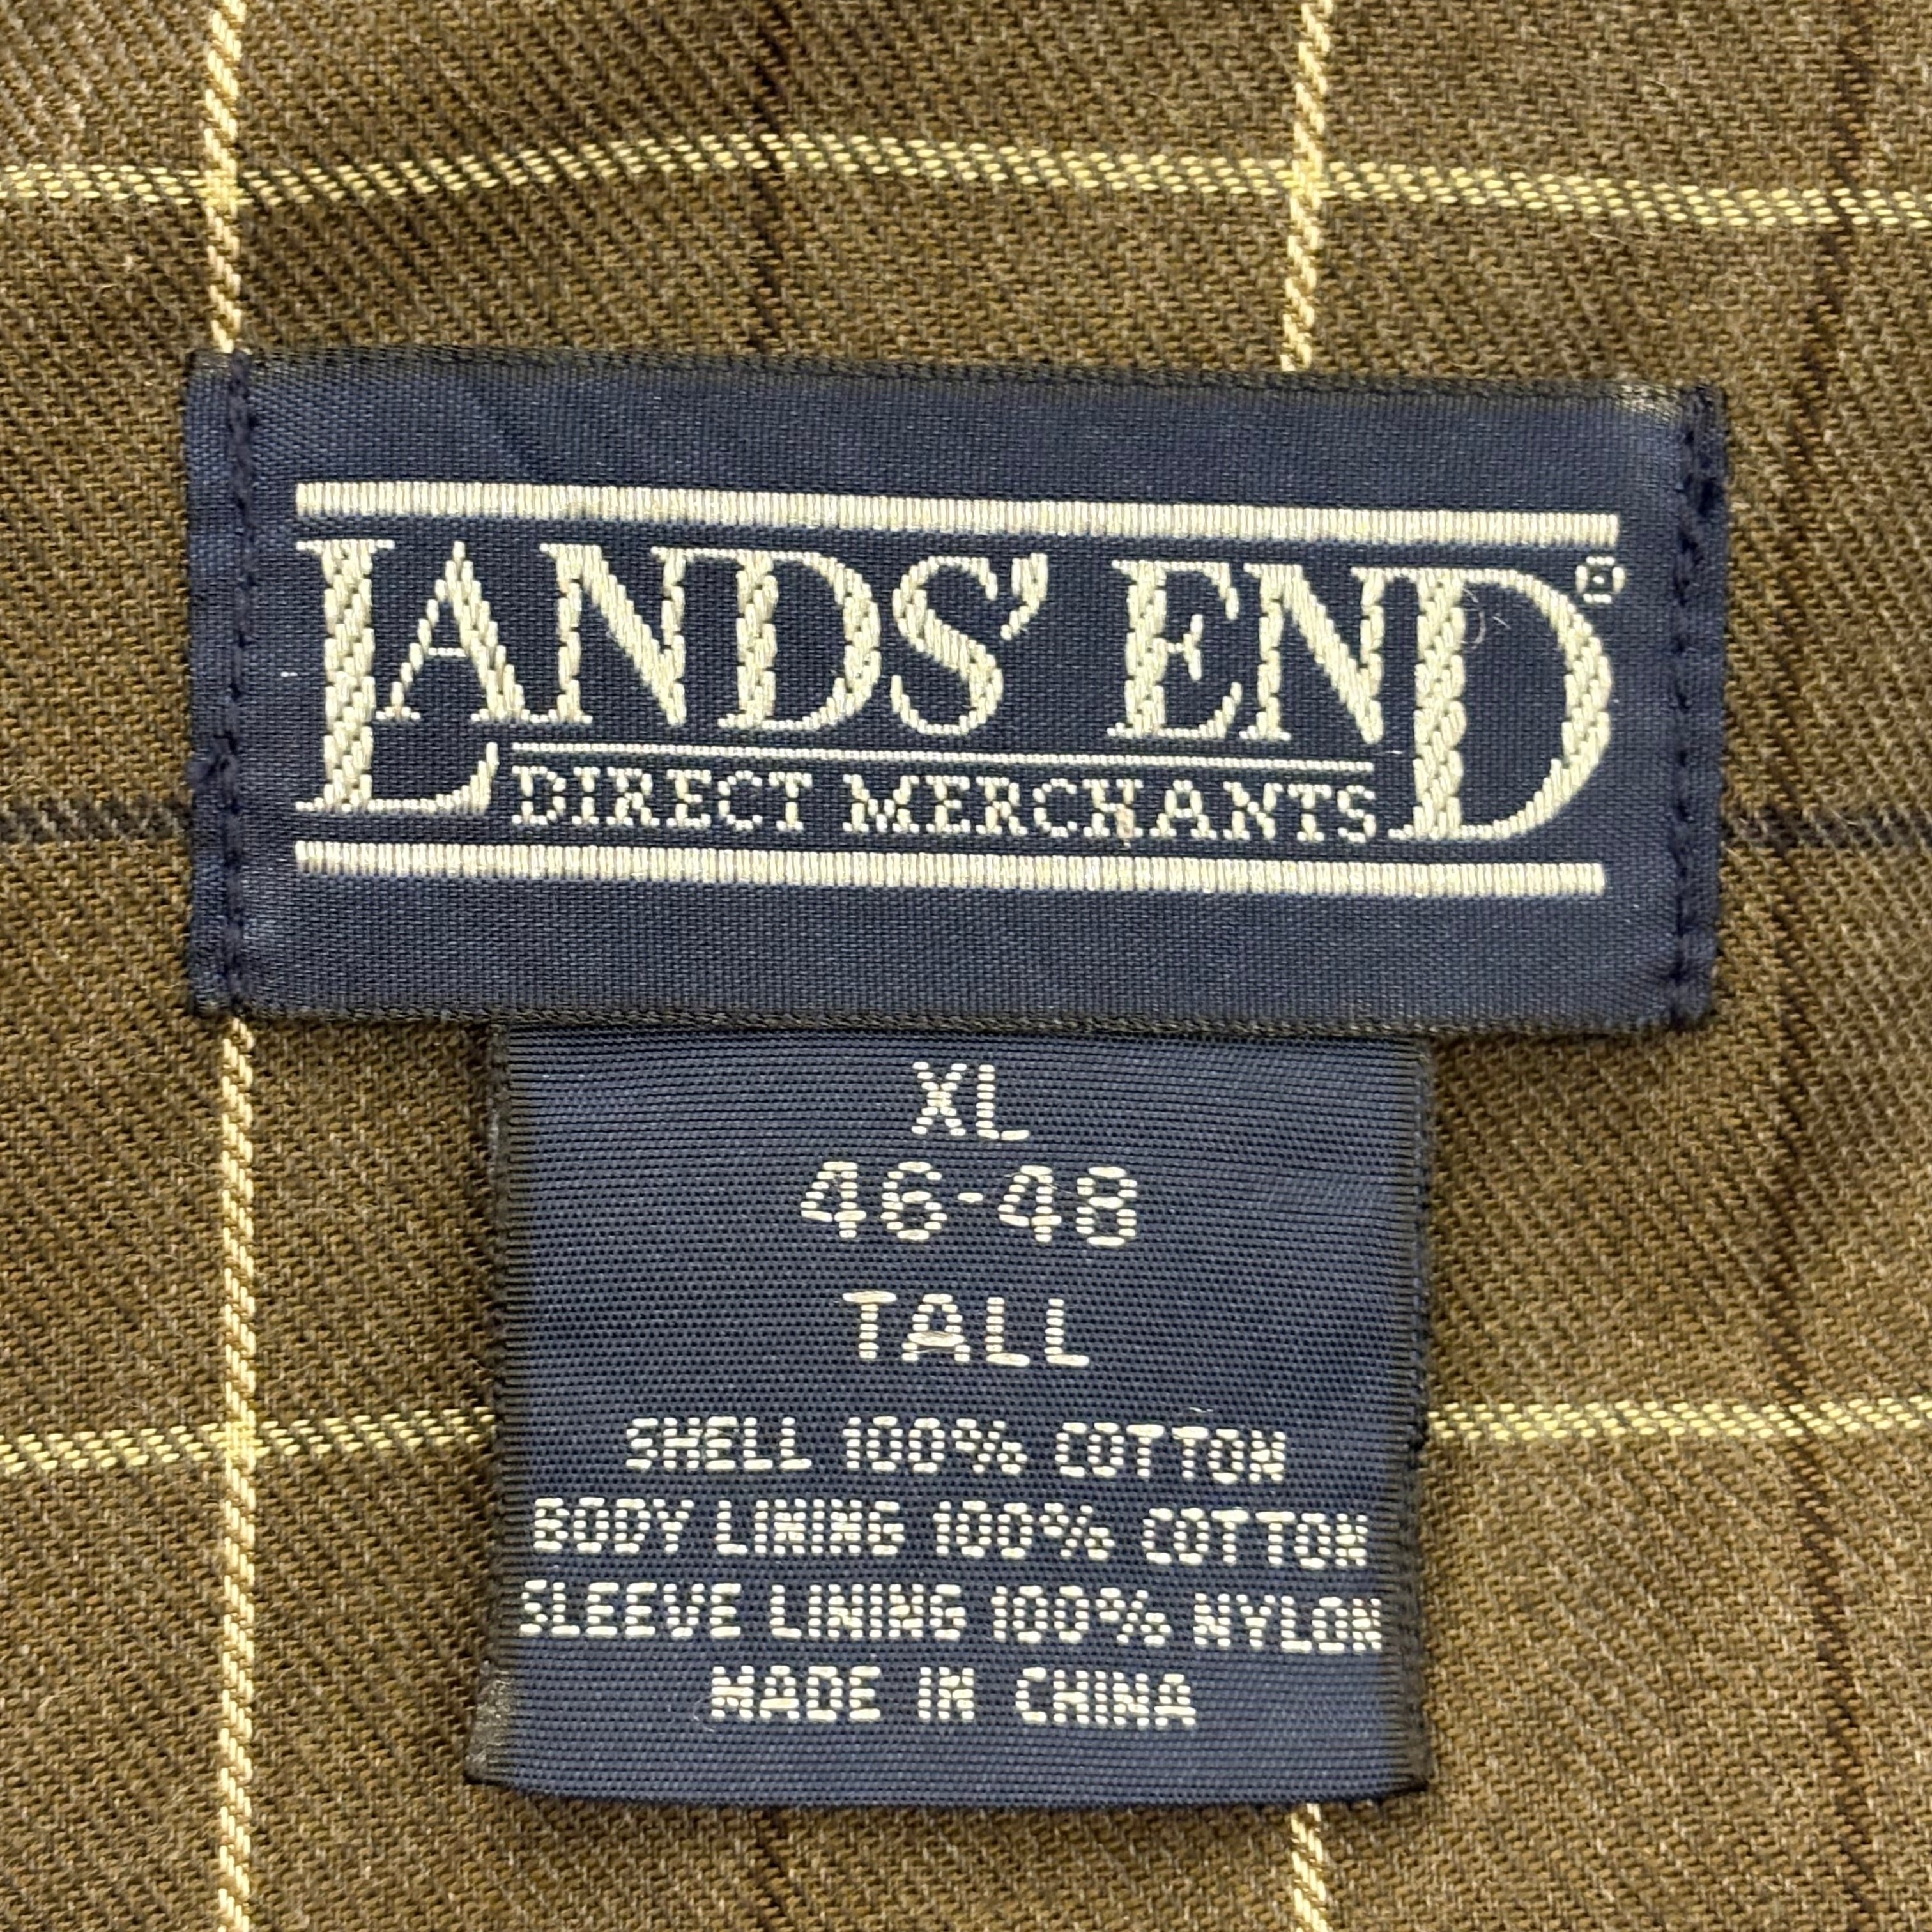 LANDS' END®
DIRECT MERCHANTS
XL
46-48
TALL
SHELL 100% COTTON
BODY LINING 100% COTTON
SLEEVE LINING 100% NYLON
MADE IN CHINA